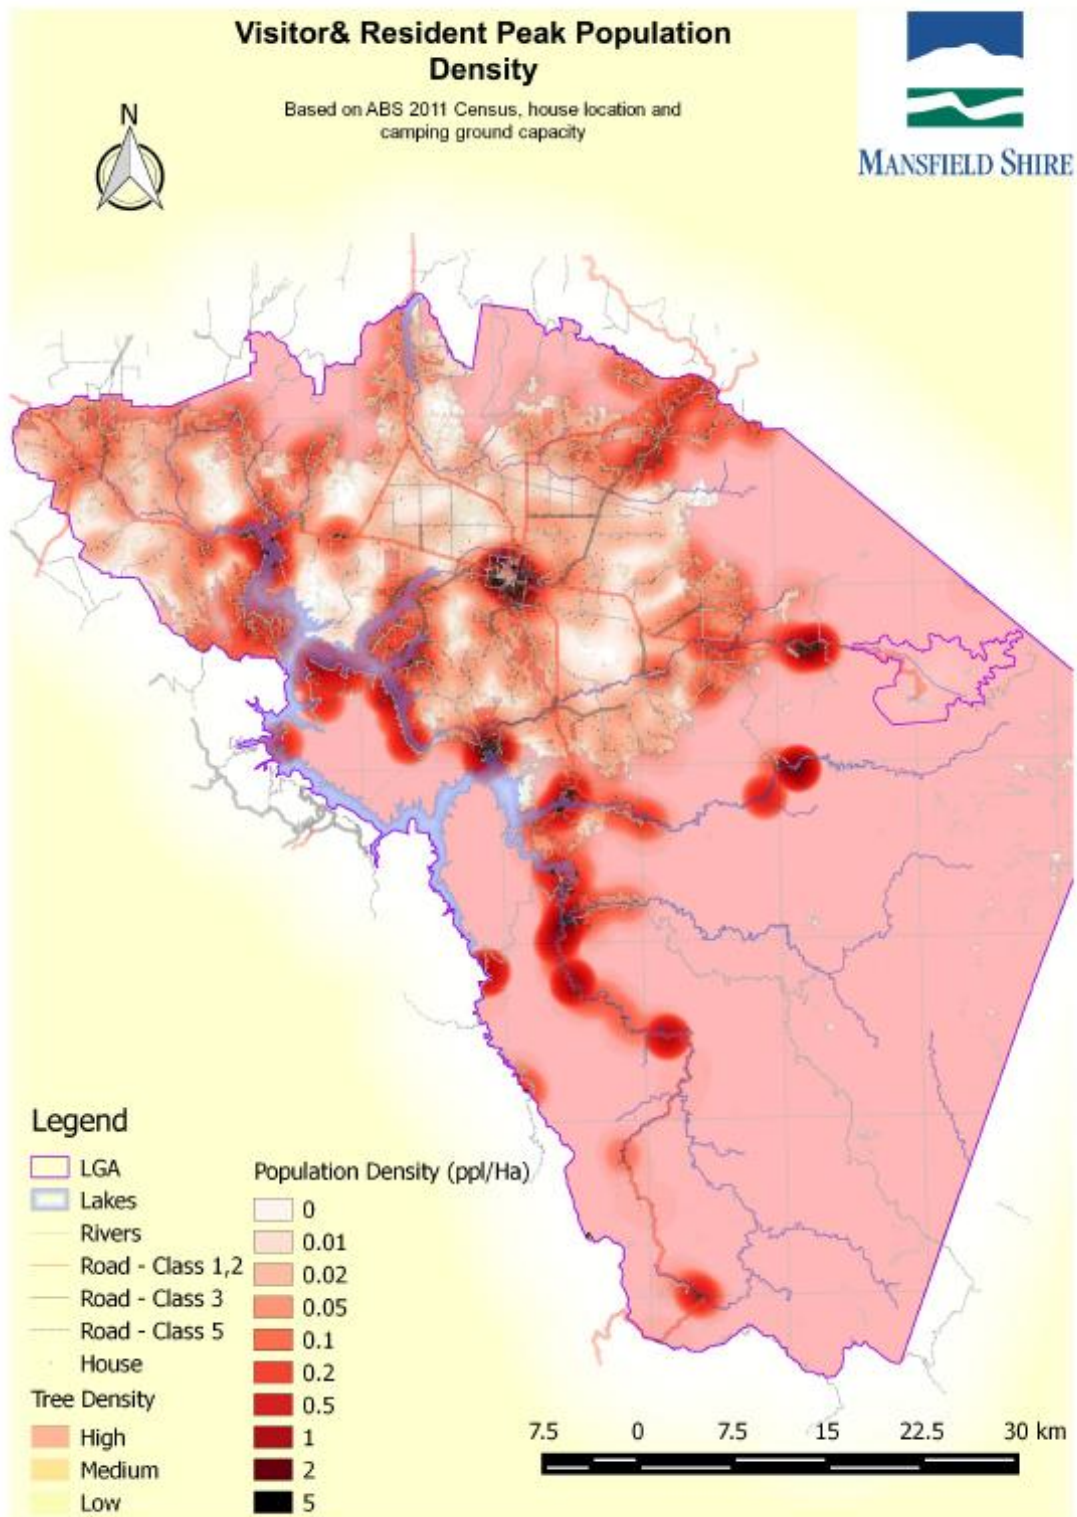 Visitor& Resident Peak Population
Density
Based on ABS 2011 Census, house location and
camping ground capacity
N
MANSFIELD SHIRE
Legend
LGA
Lakes
Rivers
Road - Class 1,2
Road - Class 3
Road - Class 5
House
Tree Density
High
Medium
Low
Population Density (ppl/Ha)
0
0.01
0.02
0.05
0.1
0.2
0.5
1
2
5
7.5 0 7.5 15 22.5 30 km